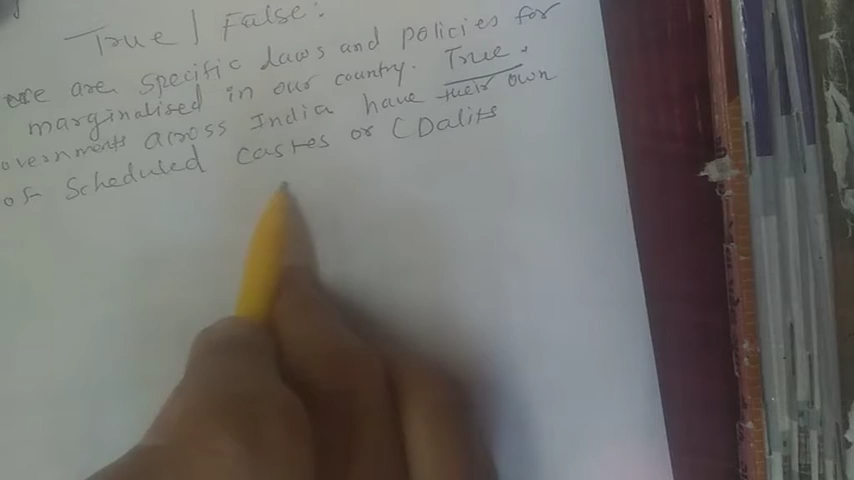 True | False:
ere are specific laws and policies for
marginalised in our country. True.
overnments across India have their own
of Scheduled castes or (Dalits